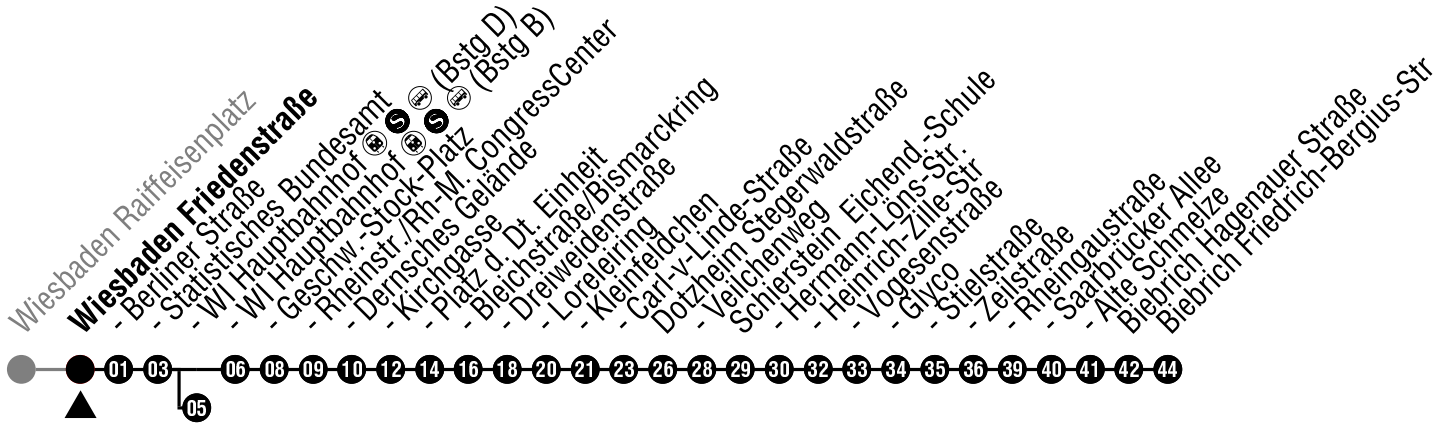 Wiesbaden Raiffeisenplatz
Wiesbaden Friedenstraße
- Berliner Straße
- Statistisches Bundesamt
- WI Hauptbahnhof S (Bstg D)
- WI Hauptbahnhof S (Bstg B)
- Geschw.-Stock-Platz
- Rheinstr./Rh-M. CongressCenter
- Dernsches Gelände
- Kirchgasse
- Platz d. Dt. Einheit
- Bleichstraße/Bismarckring
- Dreiweidenstraße
- Loreleiring
- Kleinfeldchen
- Carl-v-Linde-Straße
Dotzheim Stegerwaldstraße
- Veilchenweg
Schierstein Eichend.-Schule
- Hermann-Löns-Str.
- Heinrich-Zille-Str
- Vogesenstraße
- Glyco
- Stielstraße
- Zeilstraße
- Rheingaustraße
- Saarbrücker Allee
- Alte Schmelze
Biebrich Hagenauer Straße
Biebrich Friedrich-Bergius-Str
01 03 06 08 09 10 12 14 16 18 20 21 23 26 28 29 30 32 33 34 35 36 39 40 41 42 44
05